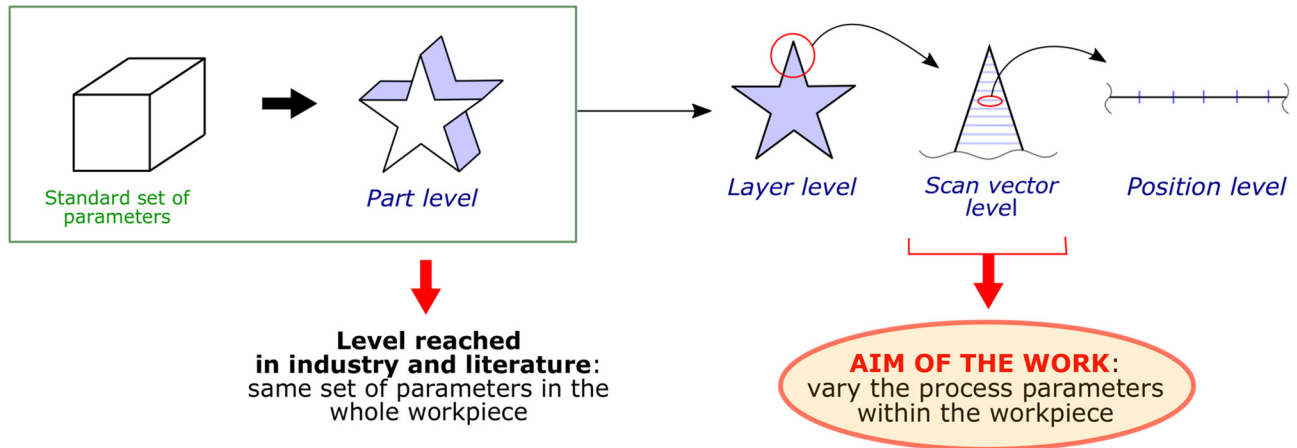 Standard set of
parameters
Part level
Layer level
Scan vector
level
Position level
Level reached
in industry and literature:
same set of parameters in the
whole workpiece
AIM OF THE WORK:
vary the process parameters
within the workpiece